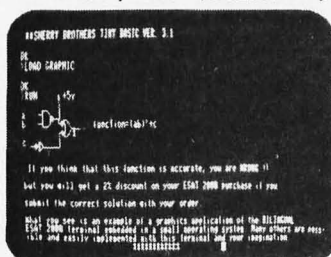 **SHERRY BROTHERS TINY BASIC VER. 3.1
OK
LOAD GRAPHIC
OK
RUN
+5v
a
b
c
function=(ab)'+c
If you think that this function is accurate, you are WRONG !!
but you will get a 2% discount on your ESAT 200B purchase if you
submit the correct solution with your order.
What you see is an example of a graphics application of the BILINGUAL
ESAT 200B terminal embedded in a small operating system. Many others are poss-
ible and easily implemented with this terminal and your imagination